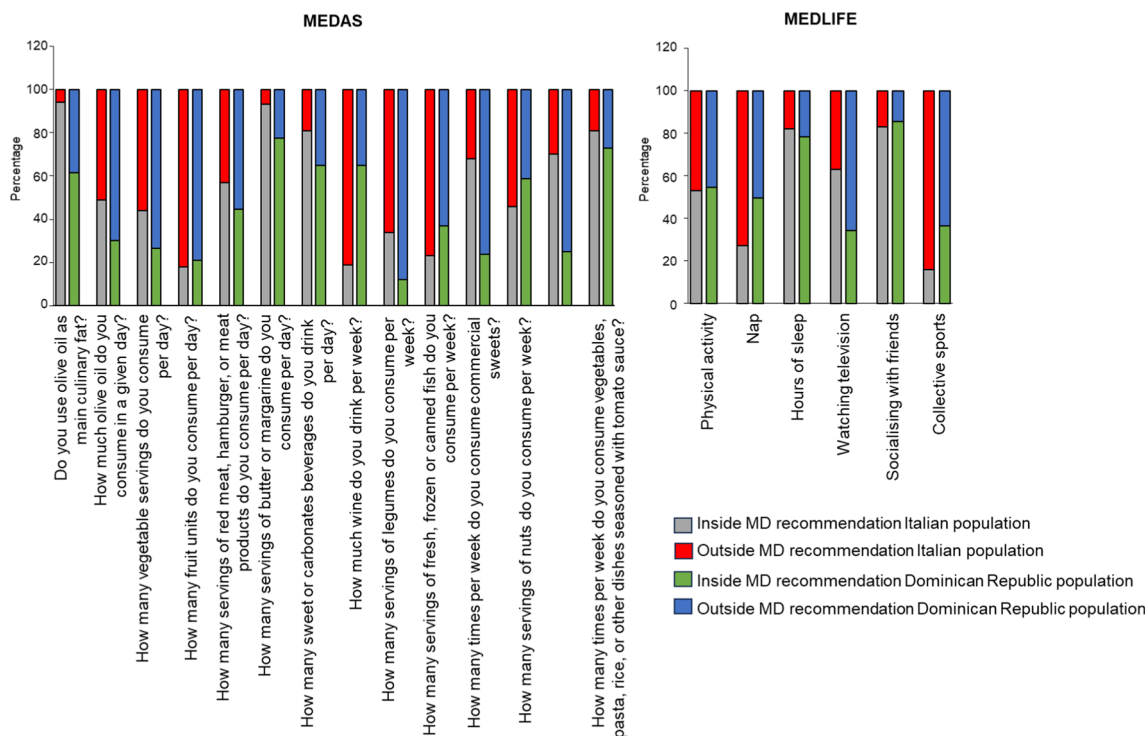 MEDAS
Percentage
120
100
80
60
40
20
0
Do you use olive oil as
main culinary fat?
How much olive oil do you
consume in a given day?
How many vegetable servings do you consume
per day?
How many fruit units do you consume per day?
How many servings of red meat, hamburger, or meat
products do you consume per day?
How many servings of butter or margarine do you
consume per day?
How many sweet or carbonates beverages do you drink
per day?
How much wine do you drink per week?
How many servings of legumes do you consume per
week?
How many servings of fresh, frozen or canned fish do you
consume per week?
How many times per week do you consume commercial
sweets?
How many servings of nuts do you consume per week?
How many times per week do you consume vegetables,
pasta, rice, or other dishes seasoned with tomato sauce?
MEDLIFE
Percentage
120
100
80
60
40
20
0
Physical activity
Nap
Hours of sleep
Watching television
Socialising with friends
Collective sports
Inside MD recommendation Italian population
Outside MD recommendation Italian population
Inside MD recommendation Dominican Republic population
Outside MD recommendation Dominican Republic population